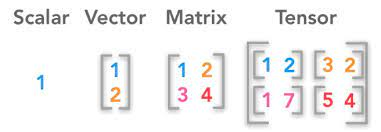 Scalar Vector Matrix Tensor
1 2 3 2
1 1 2
1
2 3 4
1 7 5 4